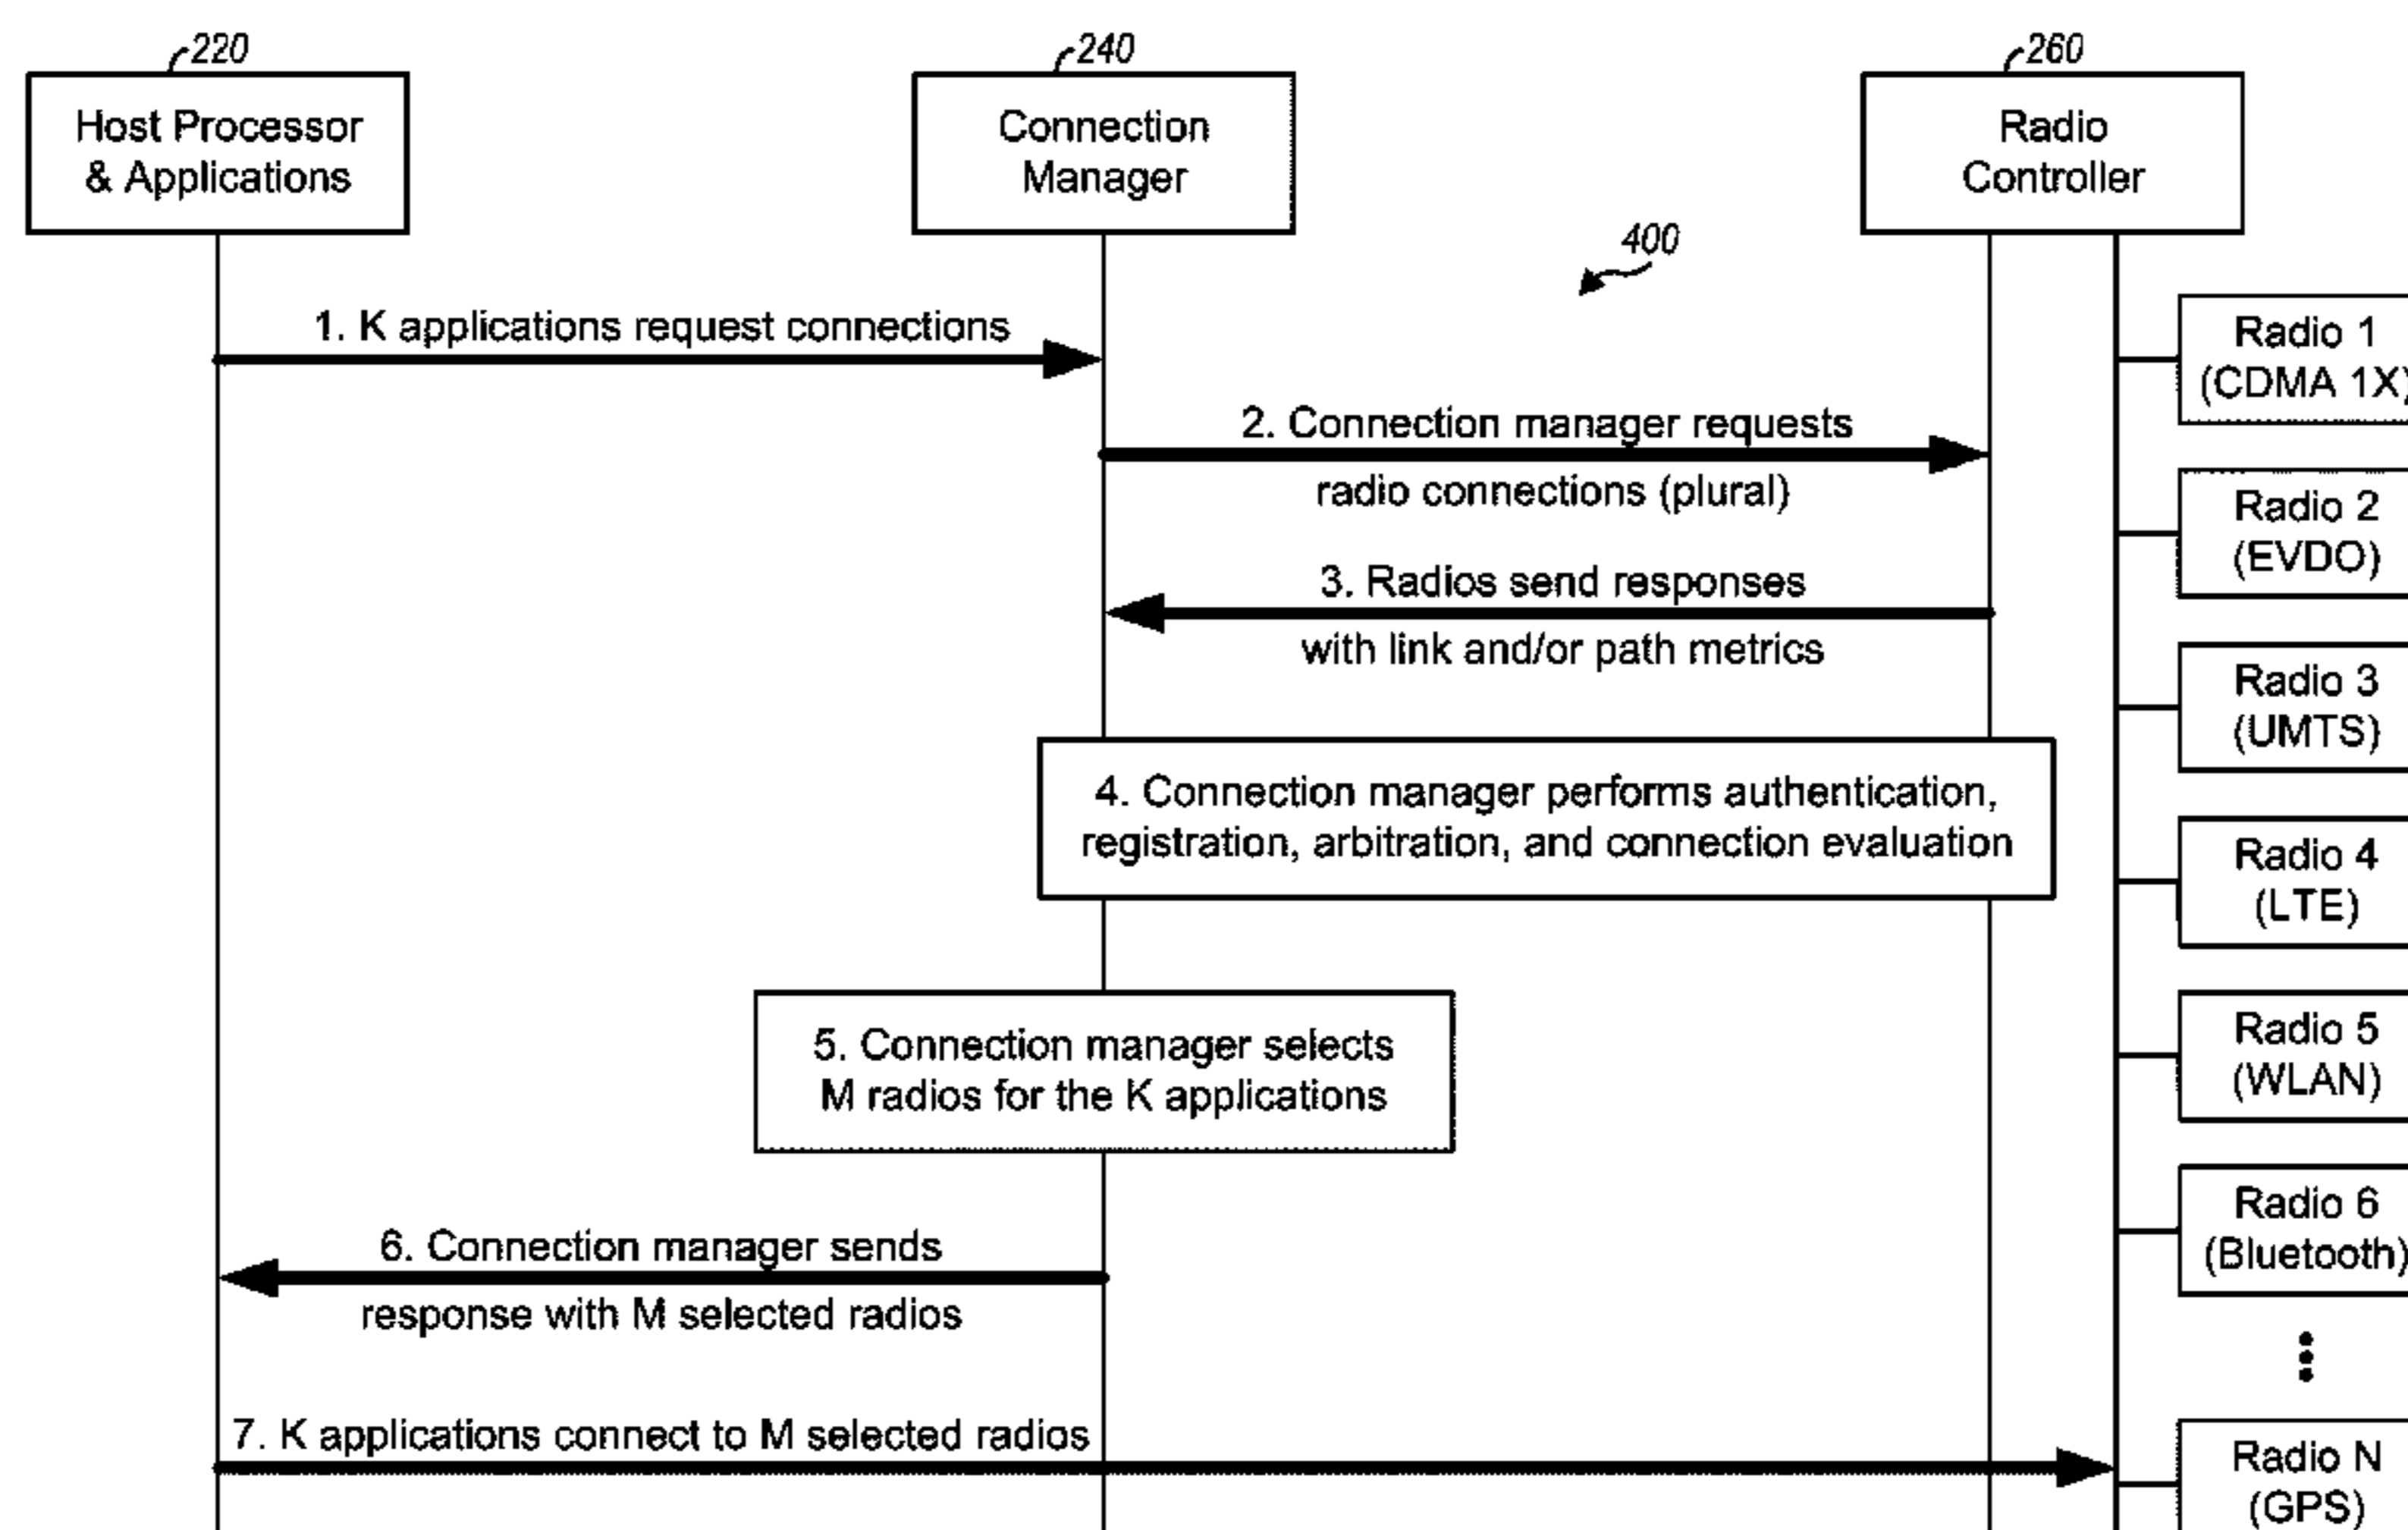 220
240
260
Host Processor
& Applications
Connection
Manager
Radio
Controller
400
1. K applications request connections
Radio 1
(CDMA 1X)
2. Connection manager requests
radio connections (plural)
Radio 2
(EVDO)
3. Radios send responses
with link and/or path metrics
Radio 3
(UMTS)
4. Connection manager performs authentication,
registration, arbitration, and connection evaluation
Radio 4
(LTE)
5. Connection manager selects
M radios for the K applications
Radio 5
(WLAN)
Radio 6
(Bluetooth)
6. Connection manager sends
response with M selected radios
7. K applications connect to M selected radios
Radio N
(GPS)